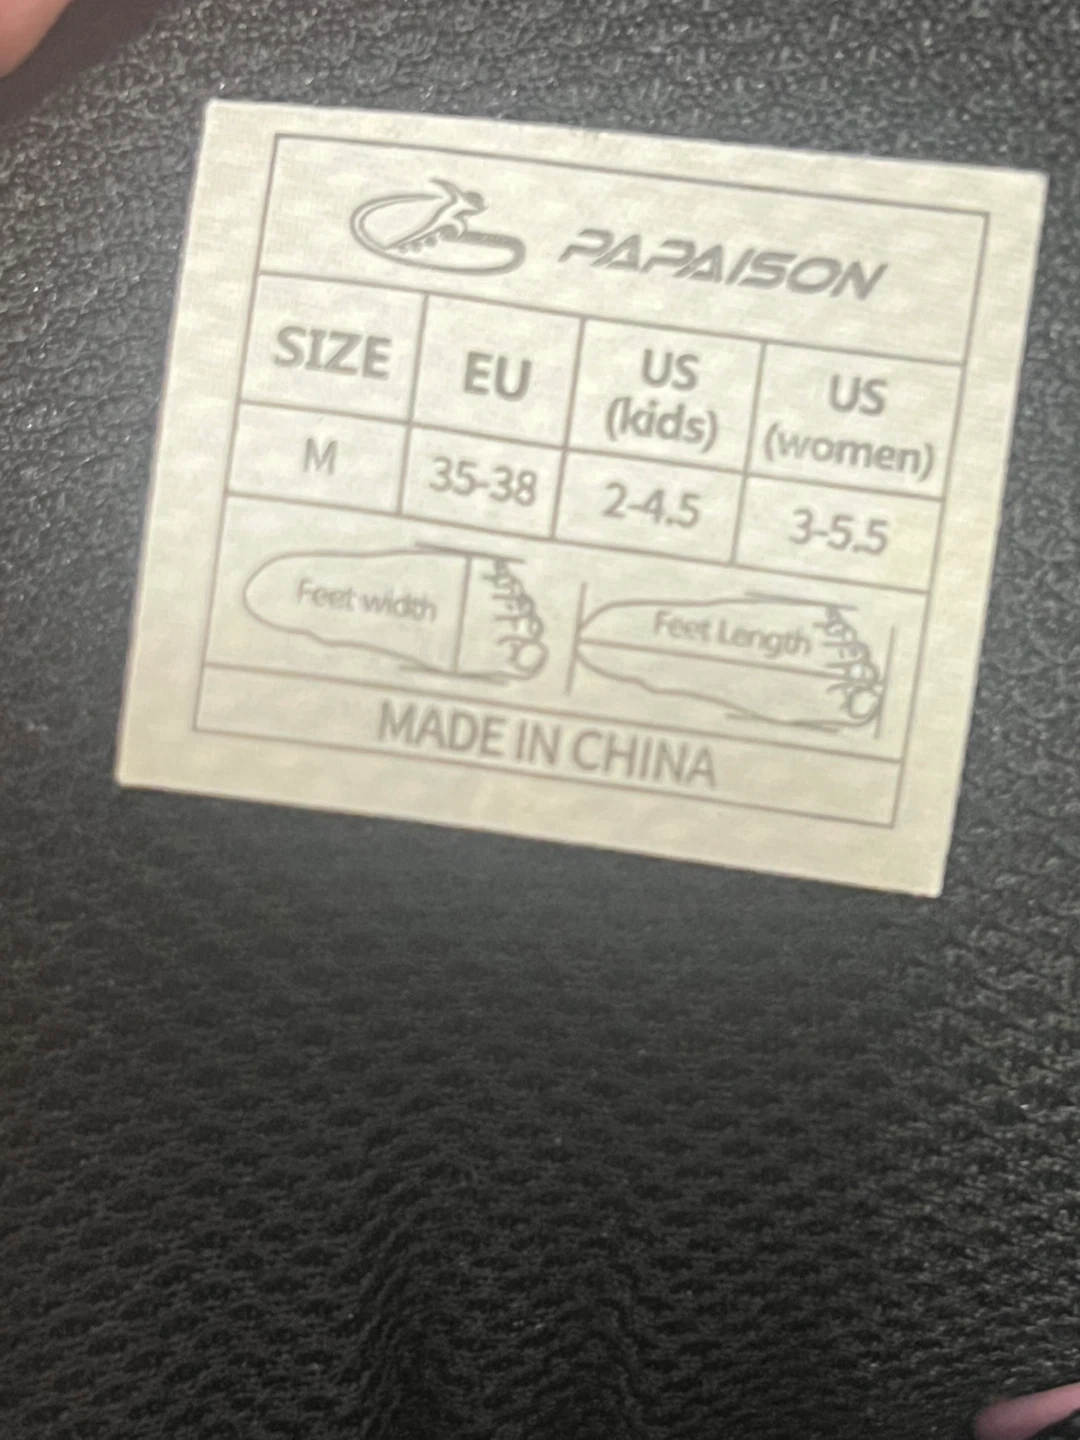 PAPAISON
SIZE EU US (kids) US (women)
M 35-38 2-4.5 3-5.5
Feet width Feet Length
MADE IN CHINA